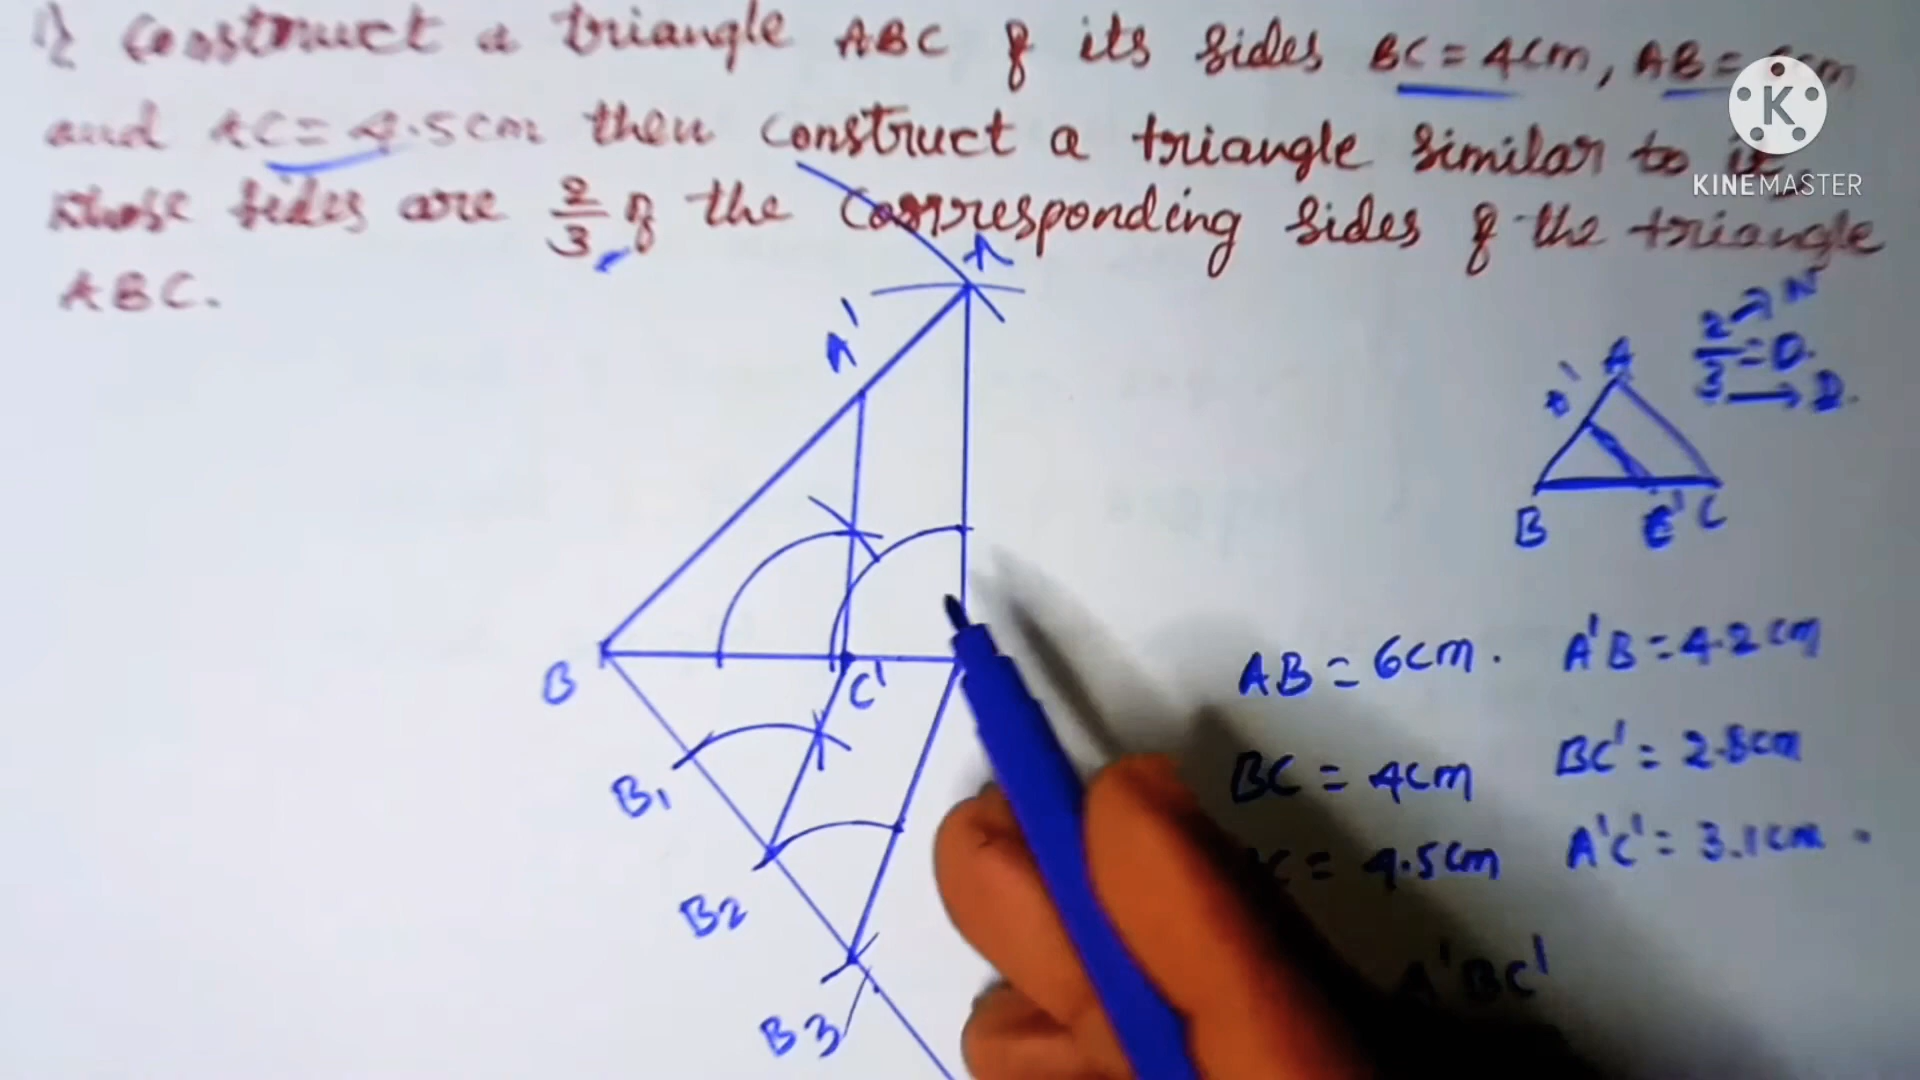 Construct a triangle ABC of its sides BC = 4cm, AB =
and AC = 4.5cm then construct a triangle similar to it
whose sides are 2/3 of the corresponding sides of the triangle
ABC.
K
KINEMASTER
A
A'
B
C'
B1
B2
B3
2/3
A
B
C'
C
AB = 6cm. A'B = 4.2cm
BC = 4cm BC' = 2.8cm
C = 4.5cm A'C' = 3.1cm
A'BC'